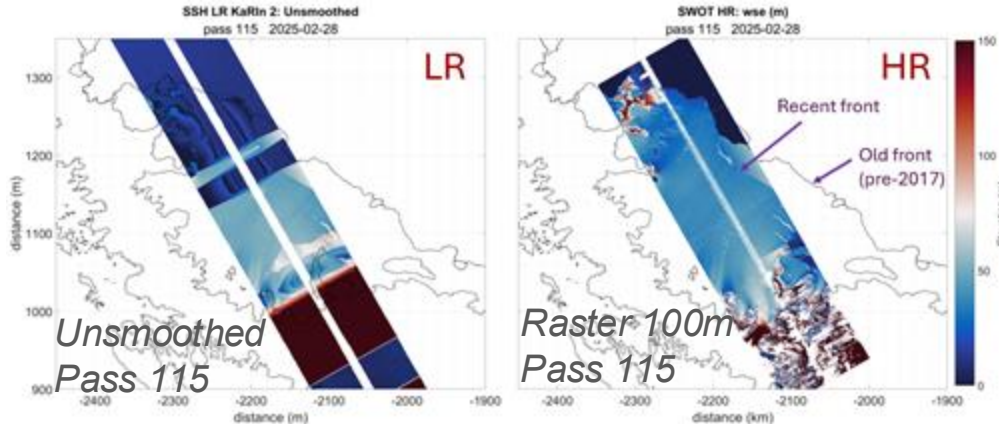 SSH LR KaRIn 2: Unsmoothed
pass 115 2025-02-28
LR
Unsmoothed
Pass 115
1300
1200
1100
1000
900
-2400
-2300
-2200
-2100
-2000
-1900
distance (m)
distance (m)
SWOT HR: wse (m)
pass 115 2025-02-28
HR
Recent front
Old front
(pre-2017)
Raster 100m
Pass 115
-2400
-2300
-2200
-2100
-2000
-1900
distance (km)
150
100
50
0